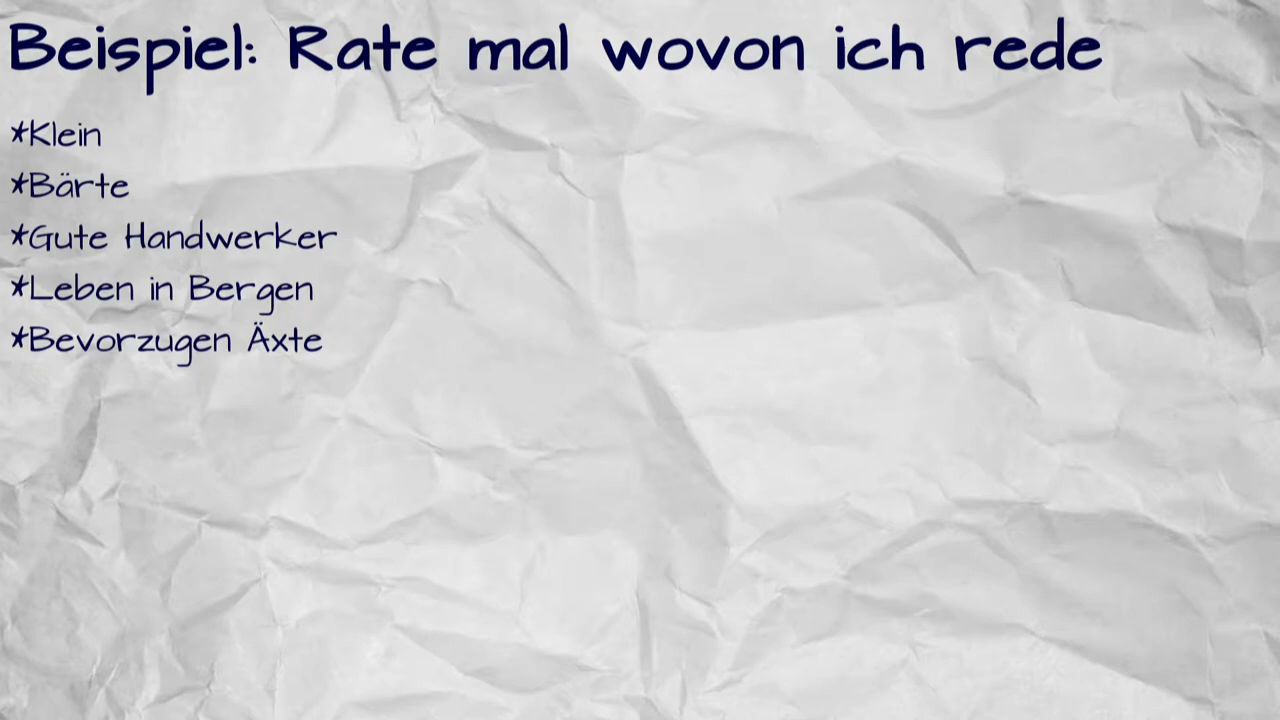 Beispiel: Rate mal wovon ich rede
*Klein
*Bärte
*Gute Handwerker
*Leben in Bergen
*Bevorzugen Äxte